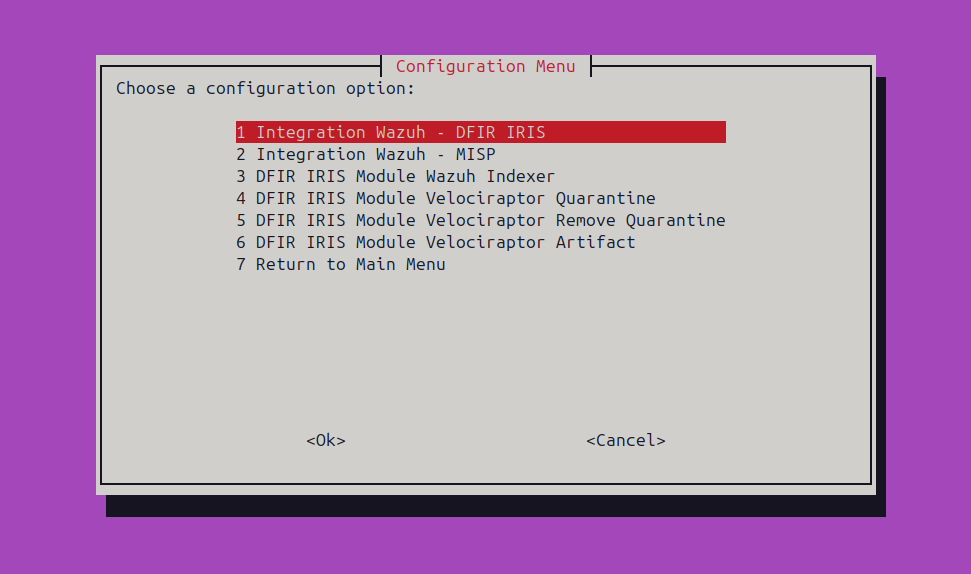 Configuration Menu
Choose a configuration option:
1 Integration Wazuh - DFIR IRIS
2 Integration Wazuh - MISP
3 DFIR IRIS Module Wazuh Indexer
4 DFIR IRIS Module Velociraptor Quarantine
5 DFIR IRIS Module Velociraptor Remove Quarantine
6 DFIR IRIS Module Velociraptor Artifact
7 Return to Main Menu
<Ok> <Cancel>